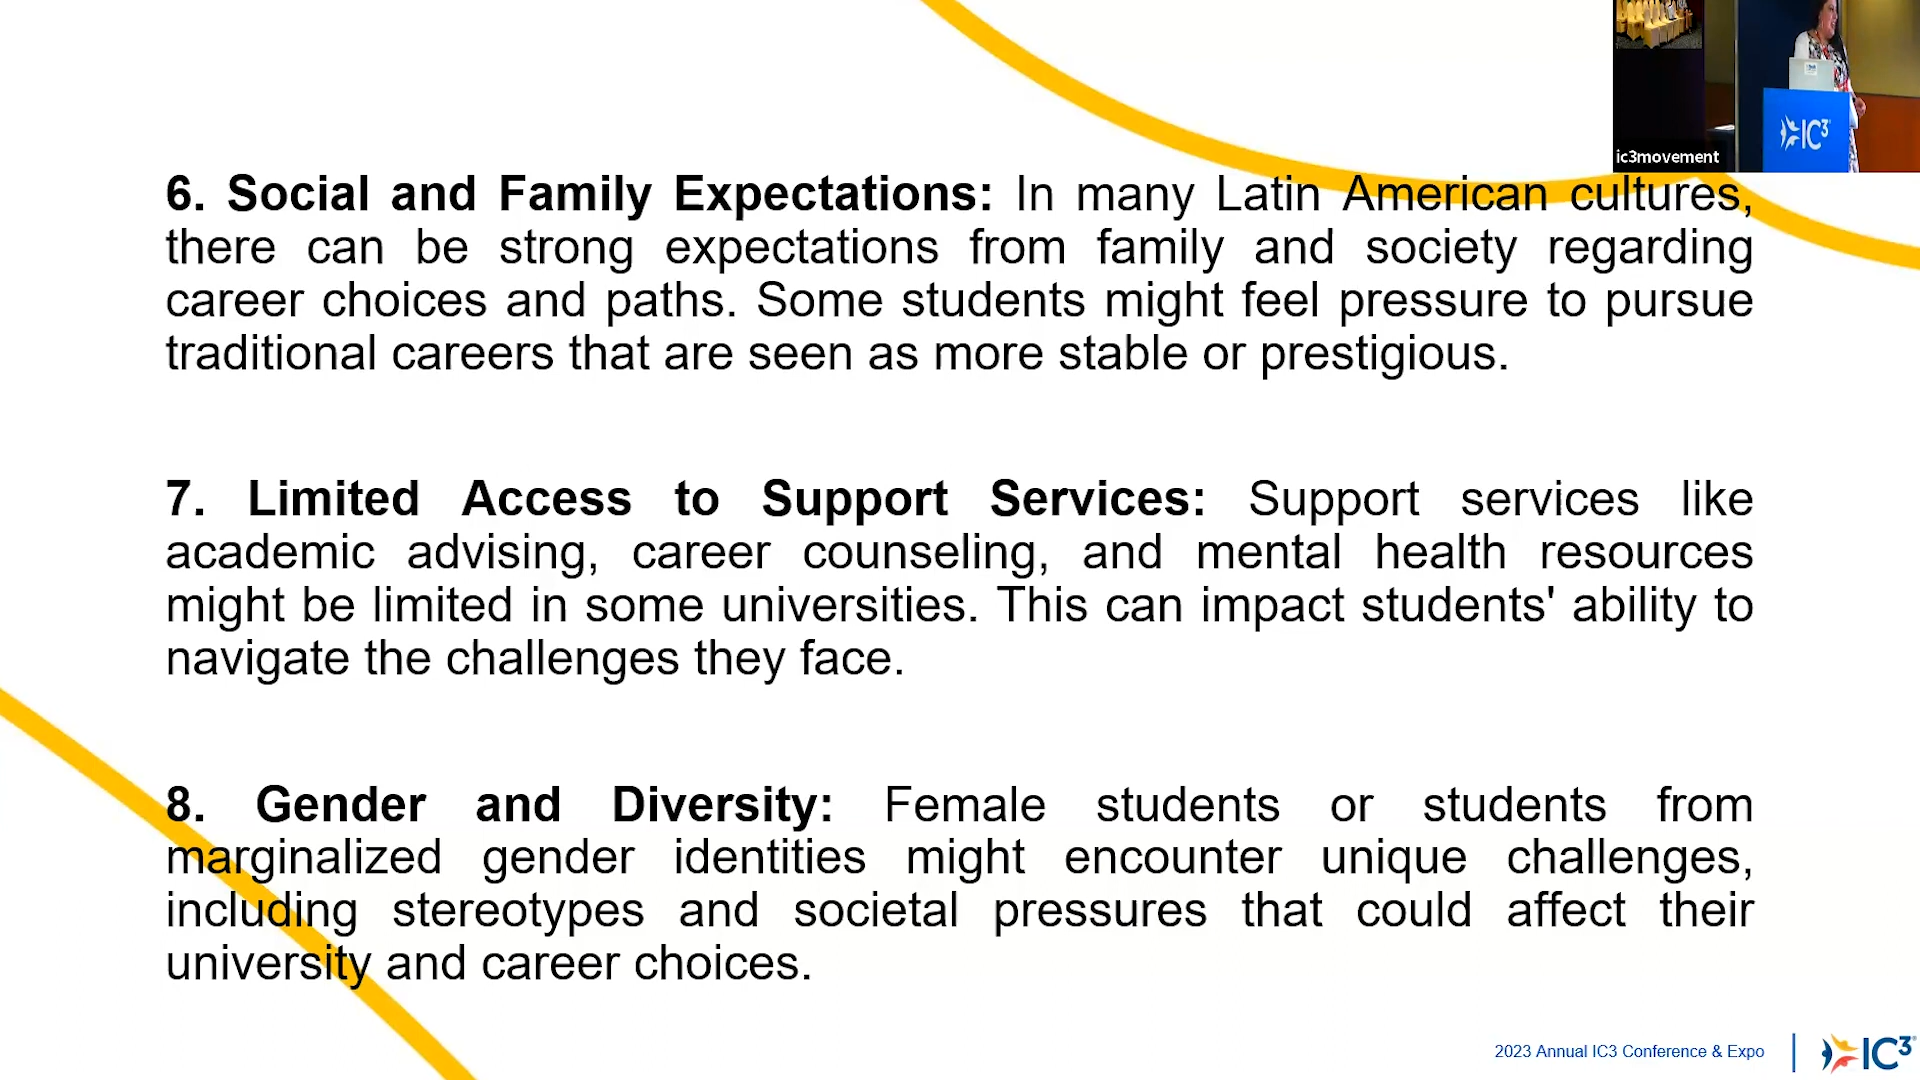 IC3
ic3movement
6. Social and Family Expectations: In many Latin American cultures,
there can be strong expectations from family and society regarding
career choices and paths. Some students might feel pressure to pursue
traditional careers that are seen as more stable or prestigious.
7. Limited Access to Support Services: Support services like
academic advising, career counseling, and mental health resources
might be limited in some universities. This can impact students' ability to
navigate the challenges they face.
8. Gender and Diversity: Female students or students from
marginalized gender identities might encounter unique challenges,
including stereotypes and societal pressures that could affect their
university and career choices.
2023 Annual IC3 Conference & Expo
IC3